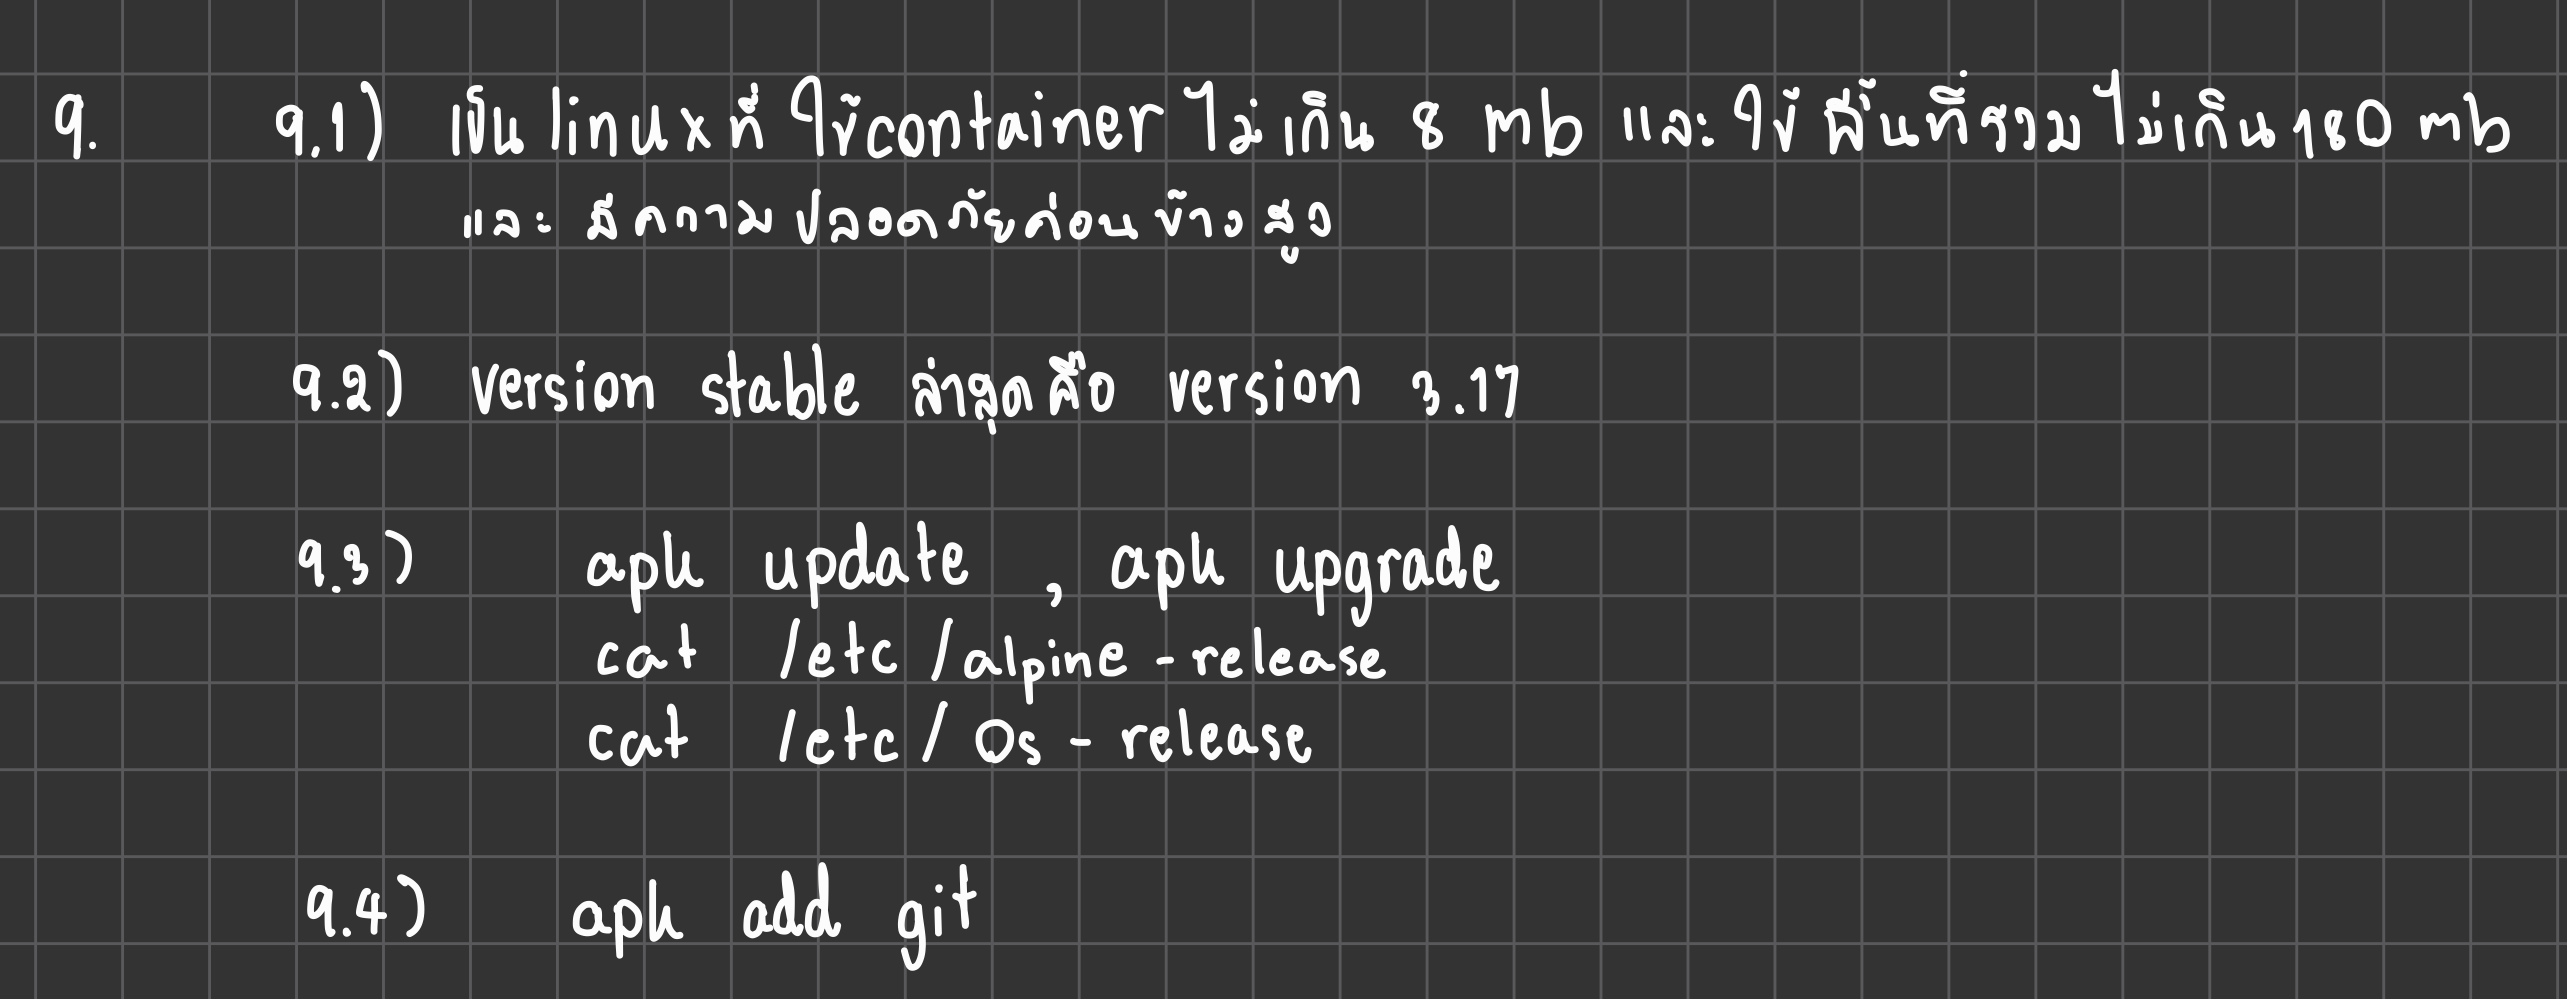 9. 9.1) เป็น linux ที่ ใช้container ไม่เกิน 8 mb และ ใช้ พื้นที่รวม ไม่เกิน 180 mb
และ มีความ ปลอดภัยค่อนข้าง สูง
9.2) version stable ล่าสุด คือ version 3.17
9.3) apk update , apk upgrade
cat /etc /alpine - release
cat /etc / Os - release
9.4) apk add git